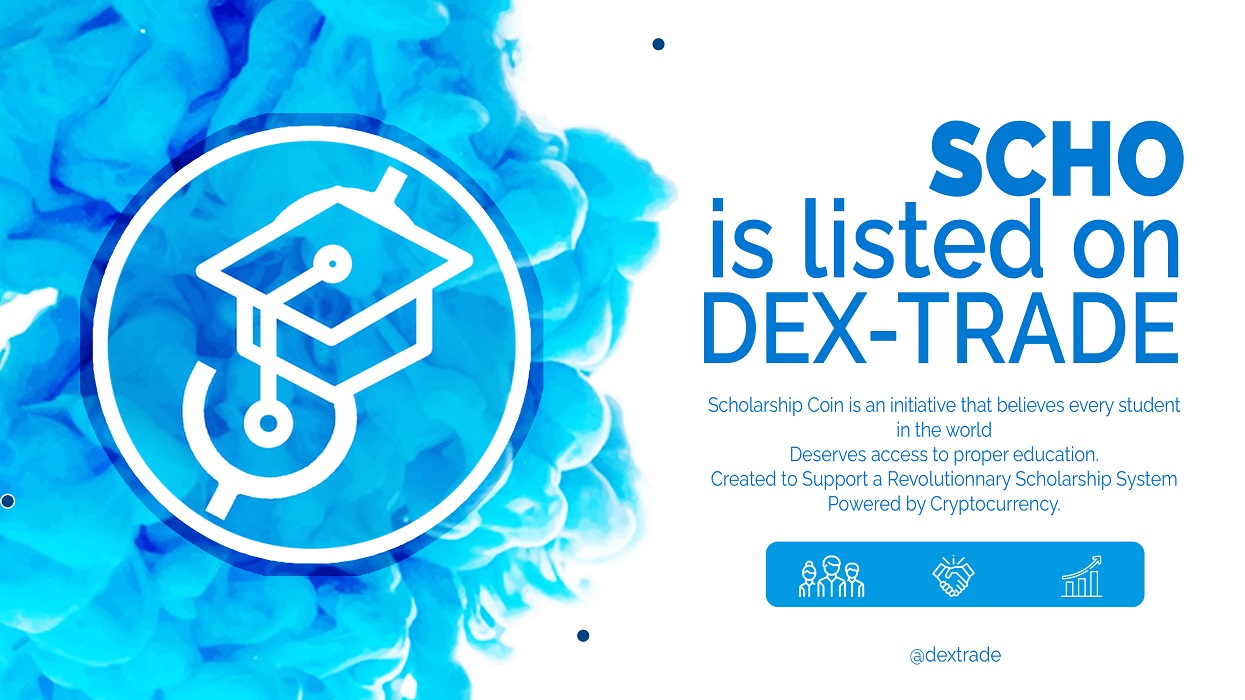 SCHO
is listed on
DEX-TRADE
Scholarship Coin is an initiative that believes every student
in the world
Deserves access to proper education.
Created to Support a Revolutionnary Scholarship System
Powered by Cryptocurrency.
@dextrade